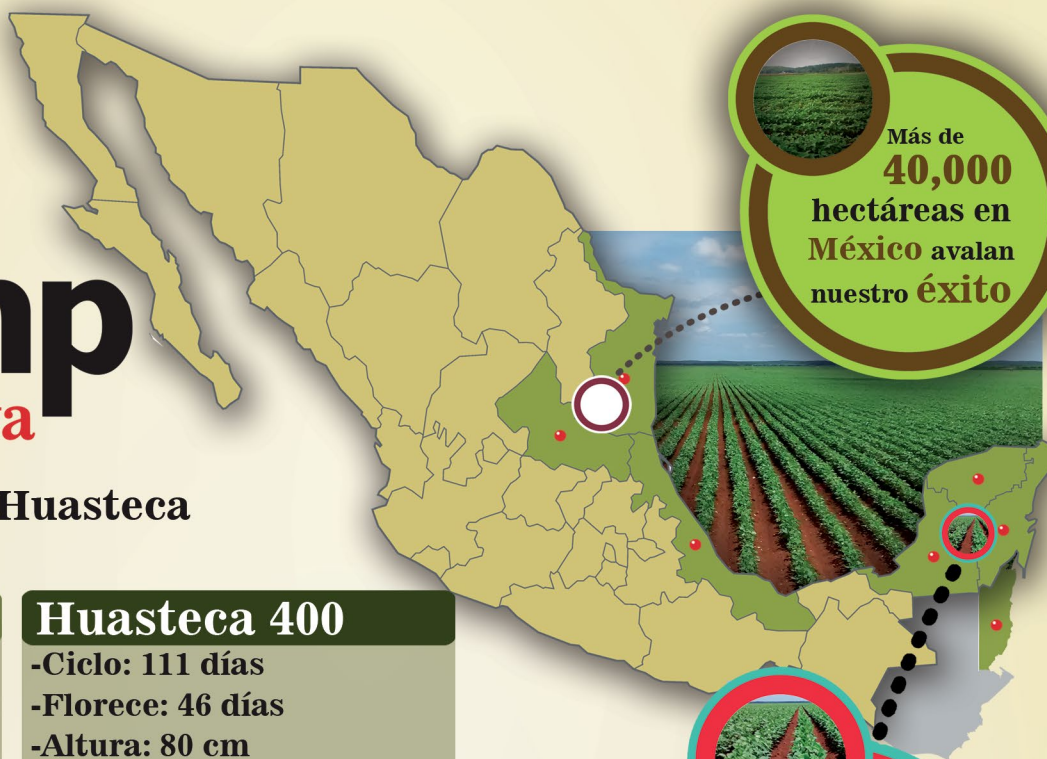 Más de
40,000
hectáreas en
México avalan
nuestro éxito
Huasteca
Huasteca 400
-Ciclo: 111 días
-Florece: 46 días
-Altura: 80 cm